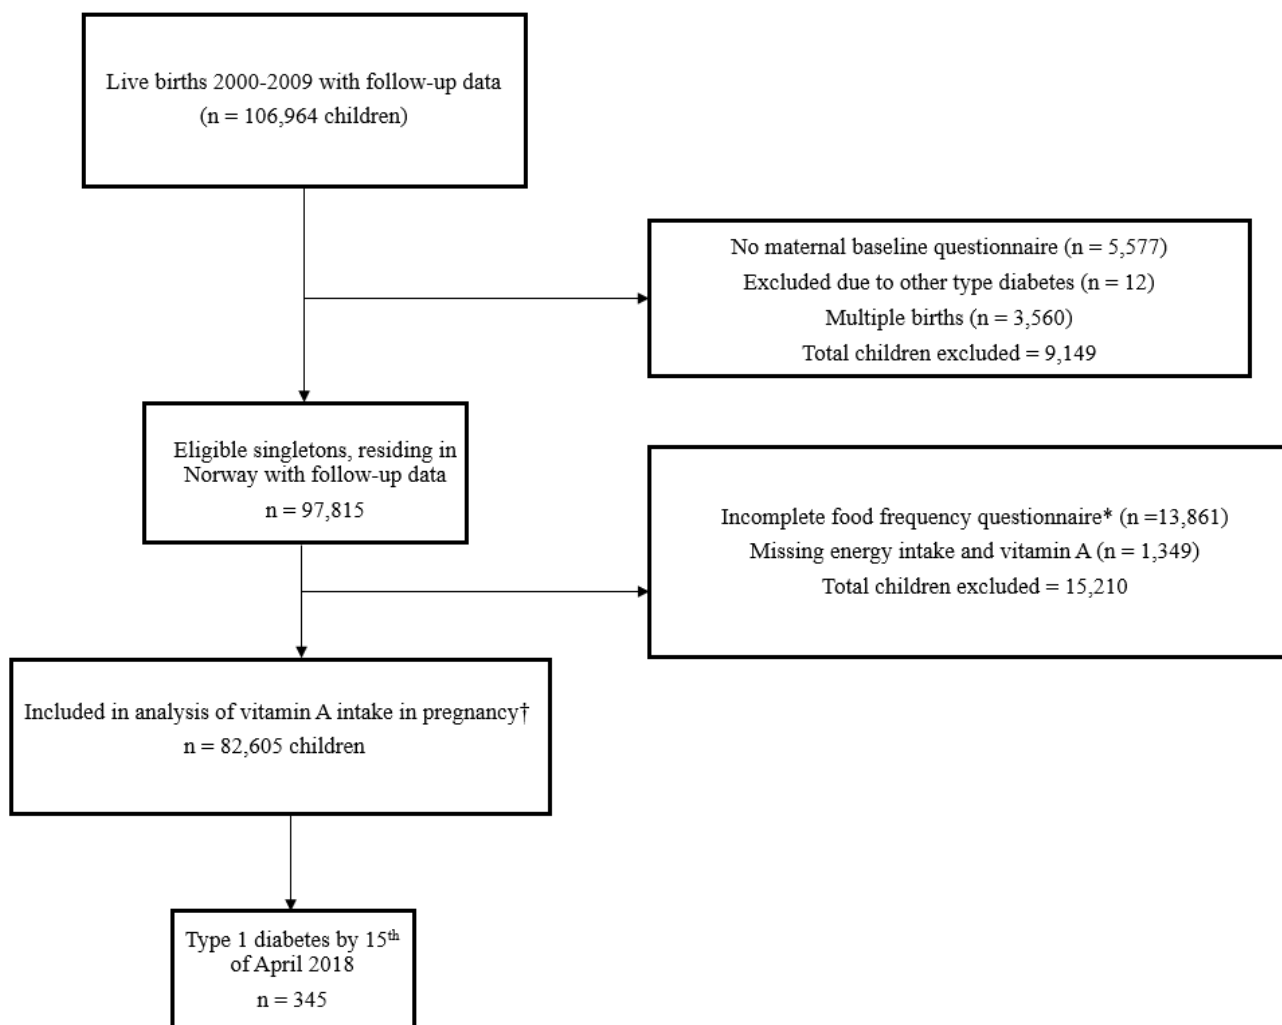 Live births 2000-2009 with follow-up data
(n = 106,964 children)
No maternal baseline questionnaire (n = 5,577)
Excluded due to other type diabetes (n = 12)
Multiple births (n = 3,560)
Total children excluded = 9,149
Eligible singletons, residing in
Norway with follow-up data
n = 97,815
Incomplete food frequency questionnaire* (n =13,861)
Missing energy intake and vitamin A (n = 1,349)
Total children excluded = 15,210
Included in analysis of vitamin A intake in pregnancy†
n = 82,605 children
Type 1 diabetes by 15th
of April 2018
n = 345